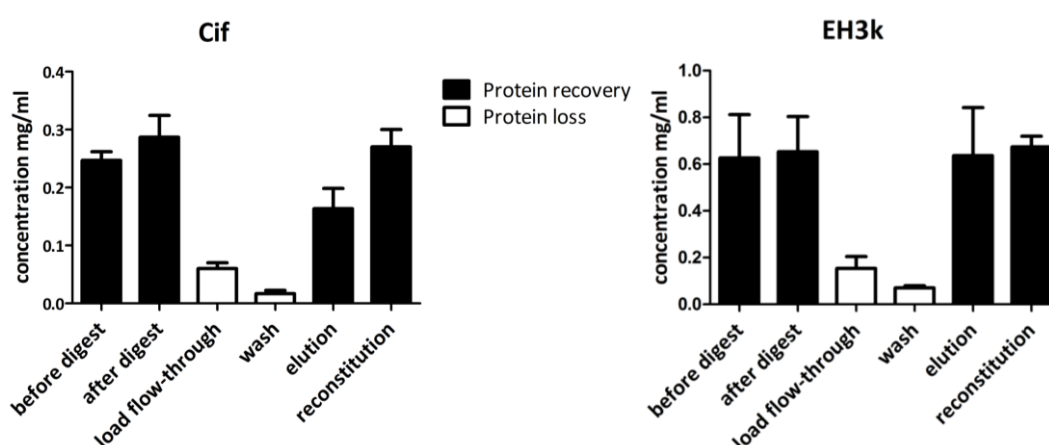 Cif
concentration mg/ml
0.4
0.3
0.2
0.1
0.0
before digest
after digest
load flow-through
wash
elution
reconstitution
Protein recovery
Protein loss
EH3k
concentration mg/ml
1.0
0.8
0.6
0.4
0.2
0.0
before digest
after digest
load flow-through
wash
elution
reconstitution